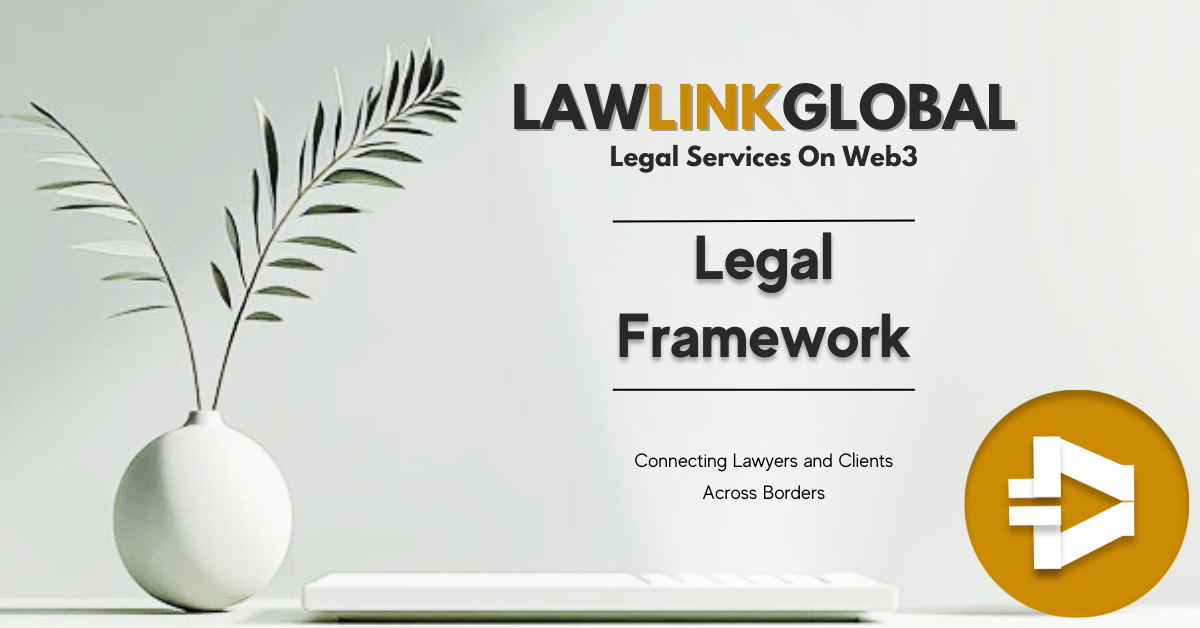 LAWLINKGLOBAL
Legal Services On Web3
Legal
Framework
Connecting Lawyers and Clients
Across Borders